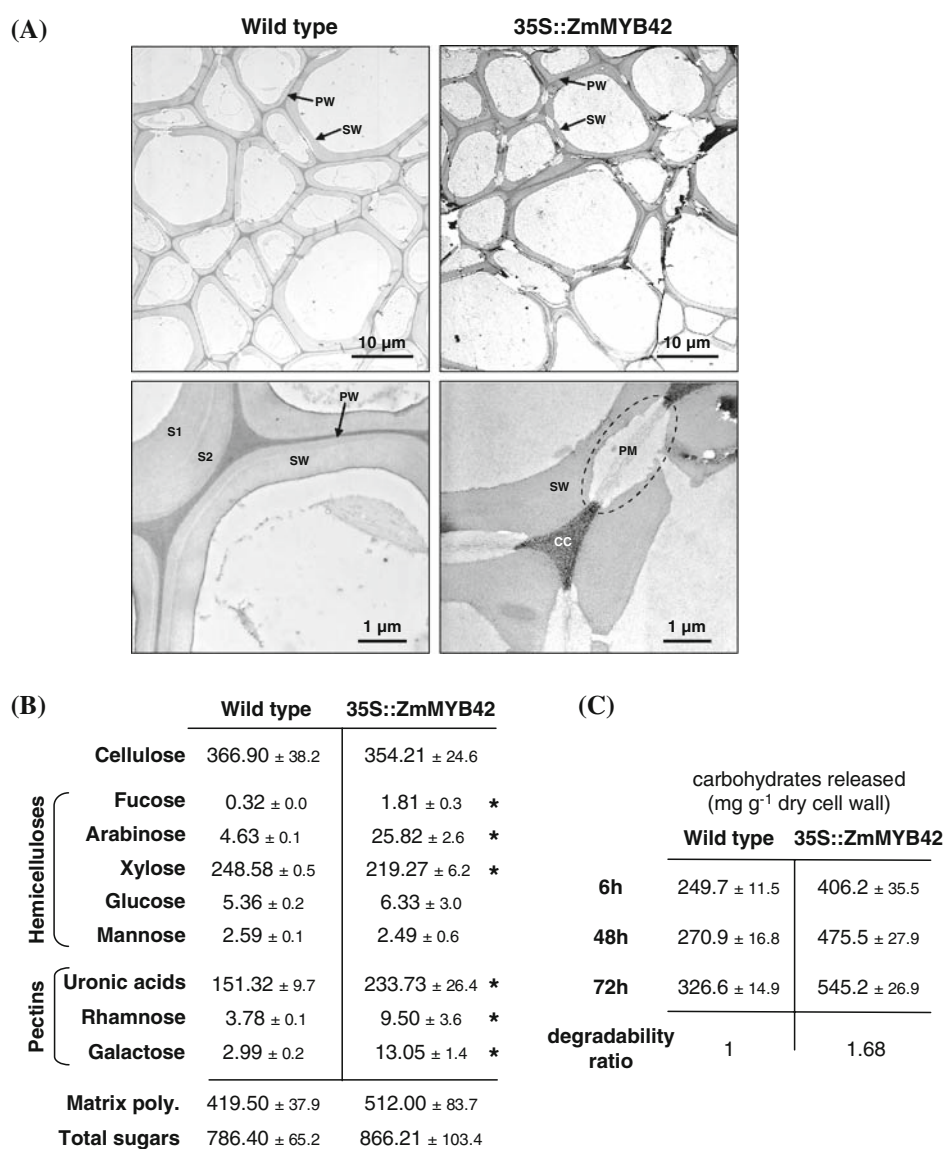 (A)
Wild type
35S::ZmMYB42
PW
SW
10 µm
PW
SW
10 µm
PW
S1
S2
SW
1 µm
PM
SW
CC
1 µm
(B)
Wild type 35S::ZmMYB42
Cellulose 366.90 ± 38.2 354.21 ± 24.6
Hemicelluloses
Fucose 0.32 ± 0.0 1.81 ± 0.3 *
Arabinose 4.63 ± 0.1 25.82 ± 2.6 *
Xylose 248.58 ± 0.5 219.27 ± 6.2 *
Glucose 5.36 ± 0.2 6.33 ± 3.0
Mannose 2.59 ± 0.1 2.49 ± 0.6
Pectins
Uronic acids 151.32 ± 9.7 233.73 ± 26.4 *
Rhamnose 3.78 ± 0.1 9.50 ± 3.6 *
Galactose 2.99 ± 0.2 13.05 ± 1.4 *
Matrix poly. 419.50 ± 37.9 512.00 ± 83.7
Total sugars 786.40 ± 65.2 866.21 ± 103.4
(C)
carbohydrates released
(mg g-1 dry cell wall)
Wild type 35S::ZmMYB42
6h 249.7 ± 11.5 406.2 ± 35.5
48h 270.9 ± 16.8 475.5 ± 27.9
72h 326.6 ± 14.9 545.2 ± 26.9
degradability
ratio 1 1.68